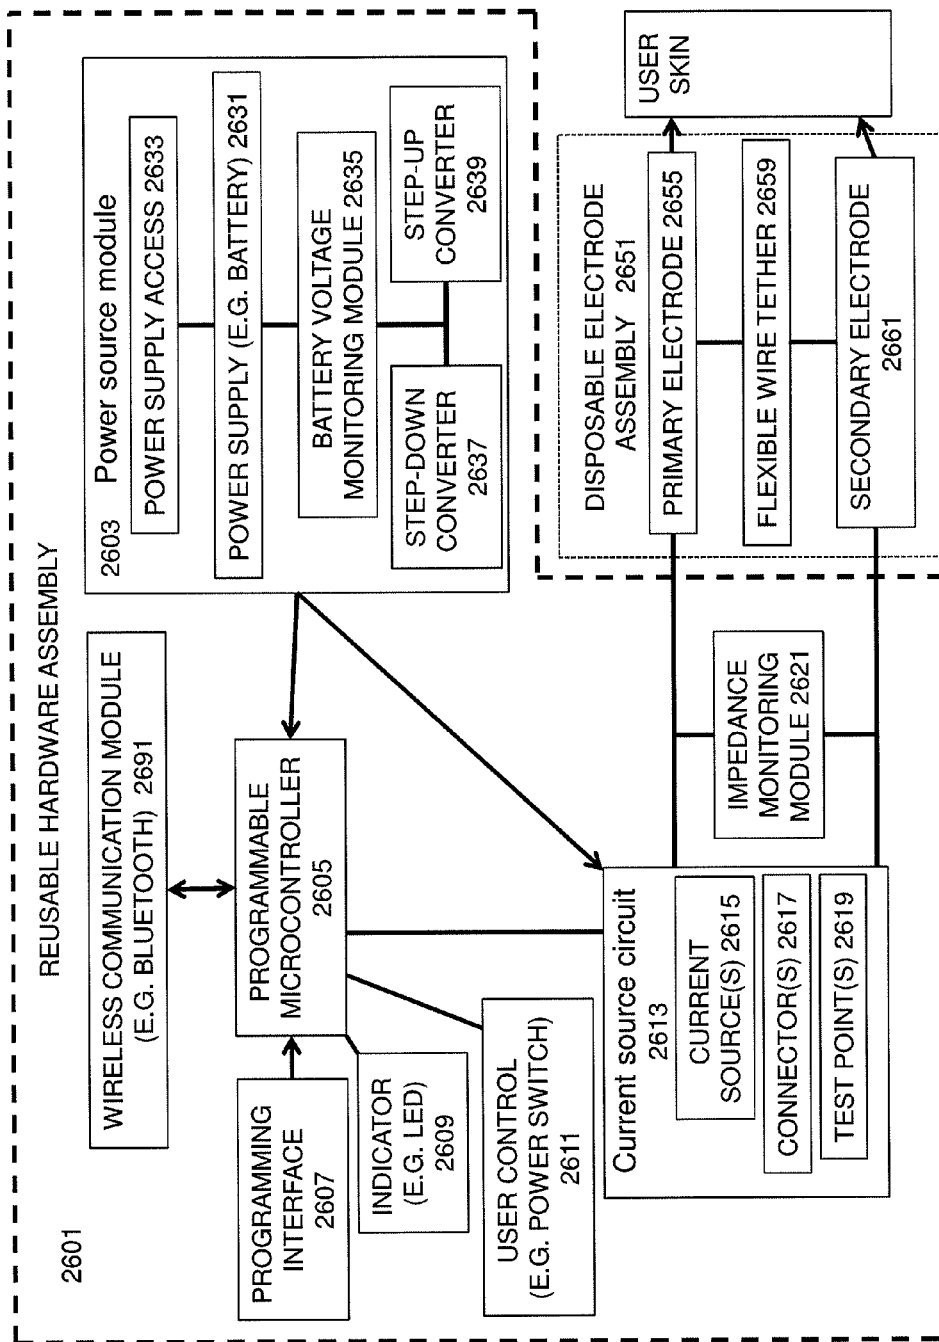 REUSABLE HARDWARE ASSEMBLY
2601
WIRELESS COMMUNICATION MODULE
(E.G. BLUETOOTH) 2691
2603 Power source module
POWER SUPPLY ACCESS 2633
POWER SUPPLY (E.G. BATTERY) 2631
BATTERY VOLTAGE
MONITORING MODULE 2635
STEP-DOWN
CONVERTER
2637
STEP-UP
CONVERTER
2639
PROGRAMMING
INTERFACE
2607
PROGRAMMABLE
MICROCONTROLLER
2605
INDICATOR
(E.G. LED)
2609
USER CONTROL
(E.G. POWER SWITCH)
2611
Current source circuit
2613
CURRENT
SOURCE(S) 2615
CONNECTOR(S) 2617
TEST POINT(S) 2619
IMPEDANCE
MONITORING
MODULE 2621
DISPOSABLE ELECTRODE
ASSEMBLY 2651
PRIMARY ELECTRODE 2655
FLEXIBLE WIRE TETHER 2659
SECONDARY ELECTRODE
2661
USER
SKIN